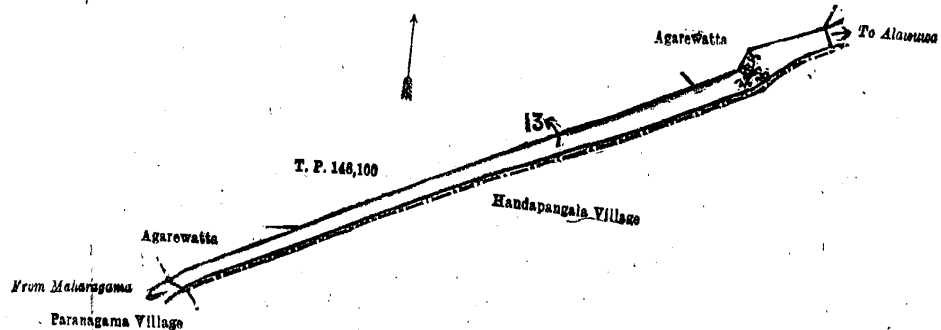 Agarewatta
To Alawwa
13
T. P. 146,100
Handapangala Village
Agarewatta
From Maharagama
Paranagama Village